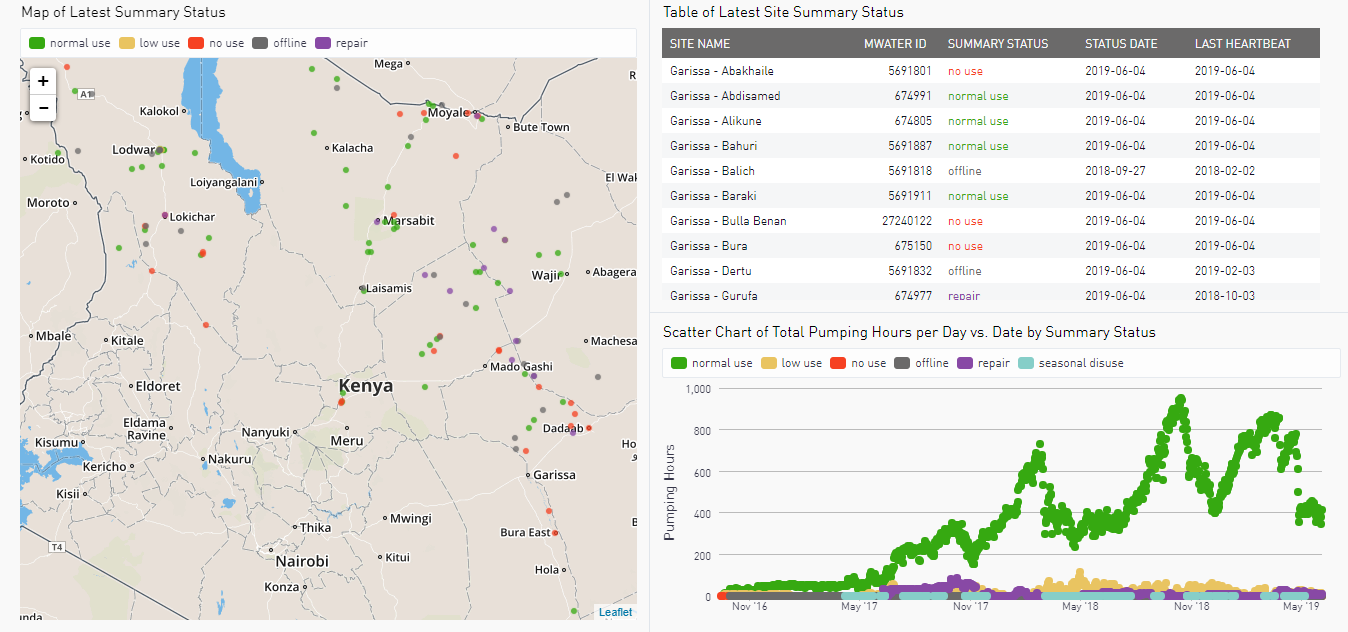 Map of Latest Summary Status
normal use low use no use offline repair
+
−
Mega
A1
Kalokol
Moyale
Bute Town
Lodwar
Kalacha
Kotido
Loiyangalani
El Wak
Moroto
Lokichar
Marsabit
Wajir
Abagera
Laisamis
Mbale
Kitale
Machesa
Mado Gashi
Eldoret
Kenya
Eldama
Ravine
Nanyuki
Meru
Dadaab
Kisumu
Nakuru
Kericho
Garissa
Kisii
Mwingi
Thika
Bura East
T4
Nairobi
Kitui
Hola
Konza
unda
Leaflet
Table of Latest Site Summary Status
SITE NAME MWATER ID SUMMARY STATUS STATUS DATE LAST HEARTBEAT
Garissa - Abakhaile 5691801 no use 2019-06-04 2019-06-04
Garissa - Abdisamed 674991 normal use 2019-06-04 2019-06-04
Garissa - Alikune 674805 normal use 2019-06-04 2019-06-04
Garissa - Bahuri 5691887 normal use 2019-06-04 2019-06-04
Garissa - Balich 5691818 offline 2018-09-27 2018-02-02
Garissa - Baraki 5691911 normal use 2019-06-04 2019-06-04
Garissa - Bulla Benan 27240122 no use 2019-06-04 2019-06-04
Garissa - Bura 675150 no use 2019-06-04 2019-06-04
Garissa - Dertu 5691832 offline 2019-06-04 2019-02-03
Garissa - Gurufa 674977 repair 2019-06-04 2018-10-03
Scatter Chart of Total Pumping Hours per Day vs. Date by Summary Status
normal use low use no use offline repair seasonal disuse
Pumping Hours
1,000
800
600
400
200
0
Nov '16 May '17 Nov '17 May '18 Nov '18 May '19